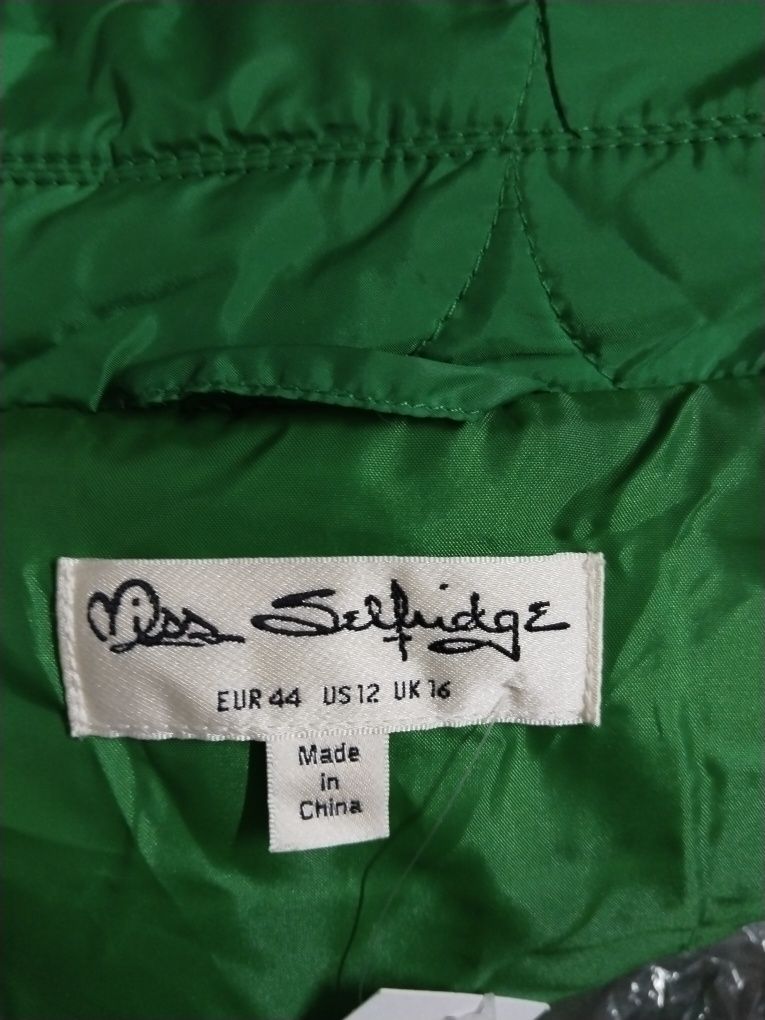 Miss Selfridge
EUR 44 US 12 UK 16
Made
in
China